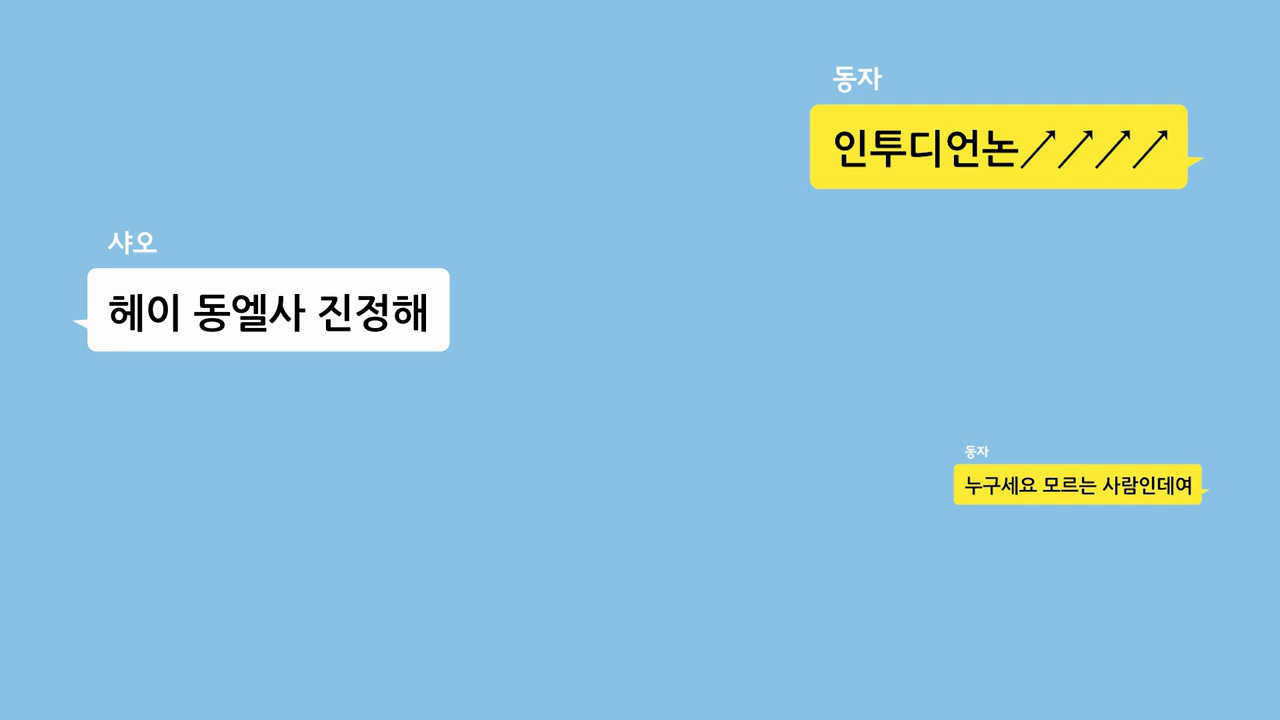 동자
인투디언논↗↗↗↗
샤오
헤이 동엘사 진정해
동자
누구세요 모르는 사람인데여